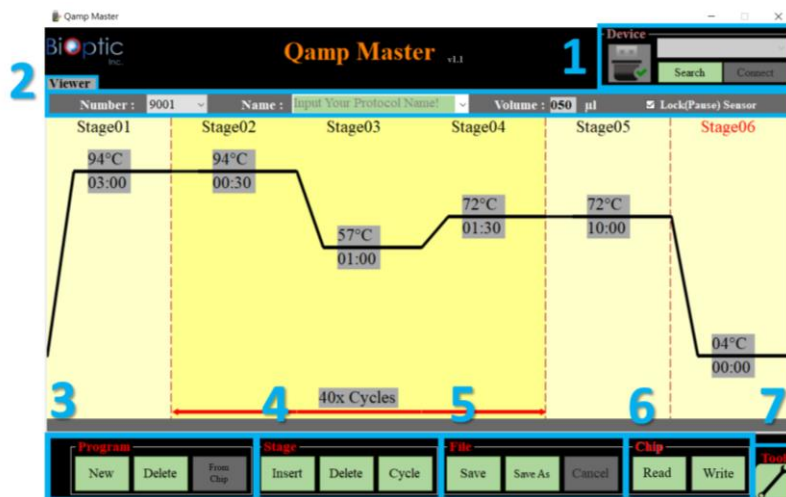 Qamp Master
BiOptic
Inc.
Qamp Master v1.1
1
Device
Search Connect
2
Viewer
Number : 9001 Name : Input Your Protocol Name! Volume : 050 µl Lock(Pause) Sensor
Stage01 Stage02 Stage03 Stage04 Stage05 Stage06
94°C 94°C
03:00 00:30
72°C 72°C
01:30 10:00
57°C
01:00
04°C
00:00
40x Cycles
3 4 5 6 7
Program Stage File Chip Tool
New Delete From Chip Insert Delete Cycle Save Save As Cancel Read Write